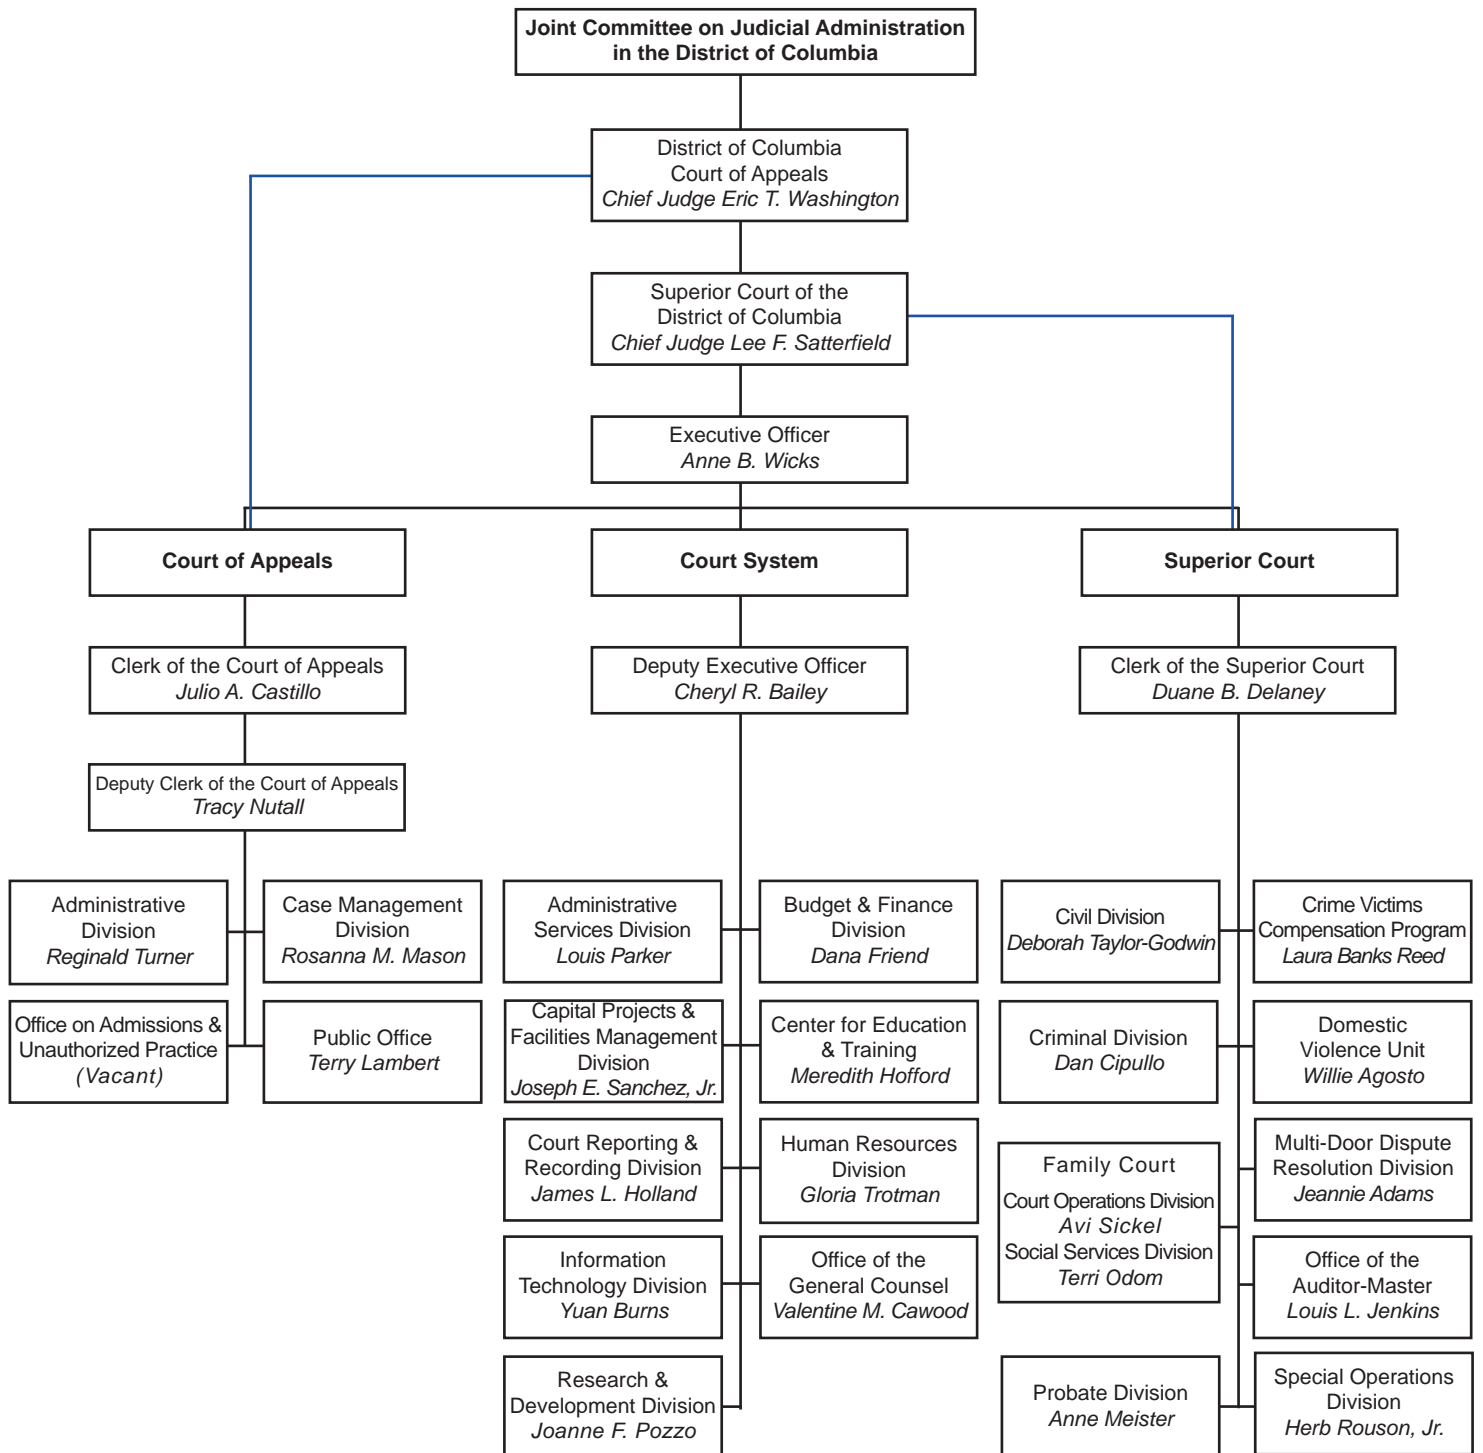 Joint Committee on Judicial Administration
in the District of Columbia
District of Columbia
Court of Appeals
Chief Judge Eric T. Washington
Superior Court of the
District of Columbia
Chief Judge Lee F. Satterfield
Executive Officer
Anne B. Wicks
Court of Appeals
Court System
Superior Court
Clerk of the Court of Appeals
Julio A. Castillo
Deputy Executive Officer
Cheryl R. Bailey
Clerk of the Superior Court
Duane B. Delaney
Deputy Clerk of the Court of Appeals
Tracy Nutall
Administrative
Division
Reginald Turner
Case Management
Division
Rosanna M. Mason
Office on Admissions &
Unauthorized Practice
(Vacant)
Public Office
Terry Lambert
Administrative
Services Division
Louis Parker
Budget & Finance
Division
Dana Friend
Capital Projects &
Facilities Management
Division
Joseph E. Sanchez, Jr.
Center for Education
& Training
Meredith Hofford
Court Reporting &
Recording Division
James L. Holland
Human Resources
Division
Gloria Trotman
Information
Technology Division
Yuan Burns
Office of the
General Counsel
Valentine M. Cawood
Research &
Development Division
Joanne F. Pozzo
Civil Division
Deborah Taylor-Godwin
Crime Victims
Compensation Program
Laura Banks Reed
Criminal Division
Dan Cipullo
Domestic
Violence Unit
Willie Agosto
Family Court
Court Operations Division
Avi Sickel
Social Services Division
Terri Odom
Multi-Door Dispute
Resolution Division
Jeannie Adams
Office of the
Auditor-Master
Louis L. Jenkins
Probate Division
Anne Meister
Special Operations
Division
Herb Rouson, Jr.